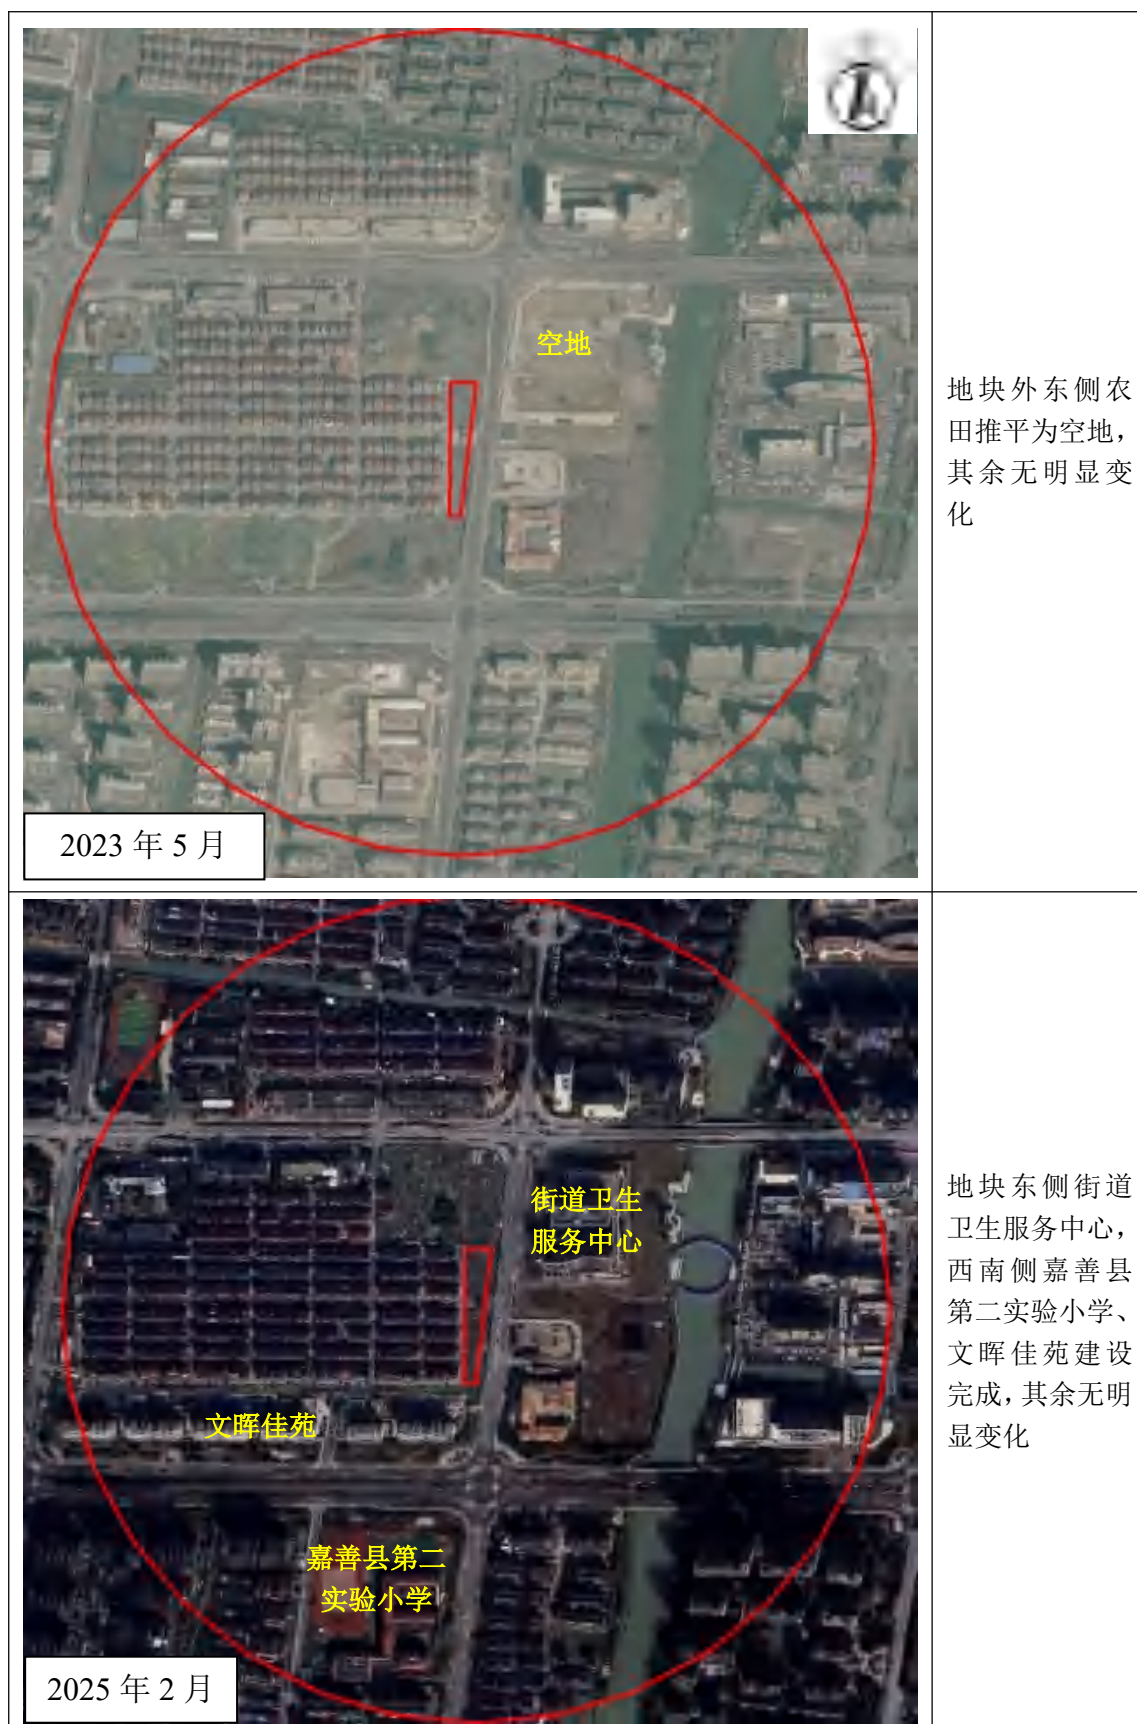 空地
2023 年 5 月
地块外东侧农
田推平为空地，
其余无明显变
化
街道卫生
服务中心
文晖佳苑
嘉善县第二
实验小学
2025 年 2 月
地块东侧街道
卫生服务中心，
西南侧嘉善县
第二实验小学、
文晖佳苑建设
完成，其余无明
显变化